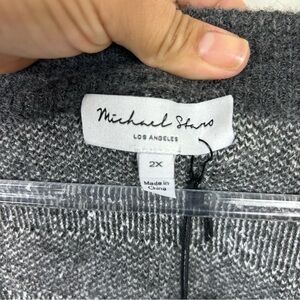 Michael Stars
LOS ANGELES
2X
Made in
China